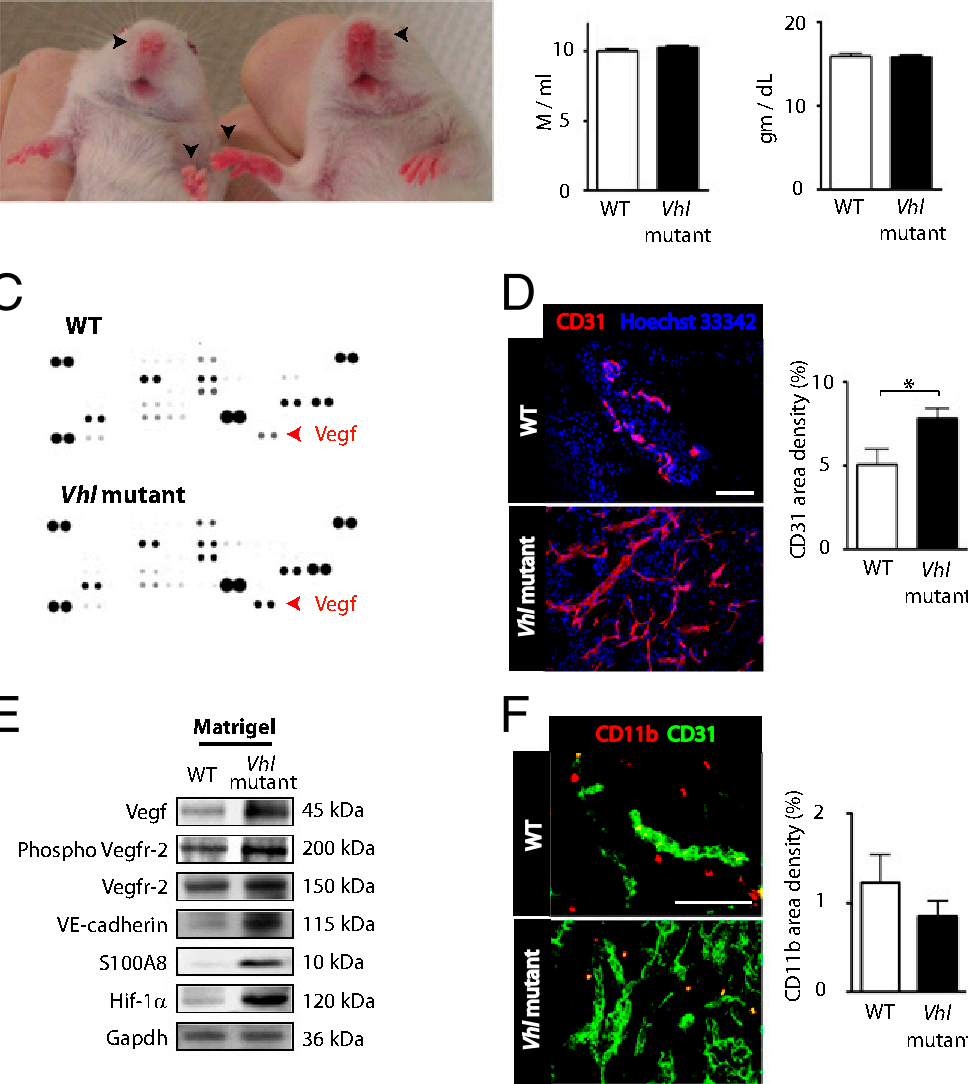 10
5
0
M / ml
WT
Vhl
mutant
20
10
0
gm / dL
WT
Vhl
mutant
C
WT
Vegf
Vhl mutant
Vegf
D
CD31 Hoechst 33342
WT
Vhl mutant
10
5
0
CD31 area density (%)
*
WT
Vhl
mutant
E
Matrigel
WT
Vhl
mutant
Vegf 45 kDa
Phospho Vegfr-2 200 kDa
Vegfr-2 150 kDa
VE-cadherin 115 kDa
S100A8 10 kDa
Hif-1α 120 kDa
Gapdh 36 kDa
F
CD11b CD31
WT
Vhl mutant
2
1
0
CD11b area density (%)
WT
Vhl
mutant